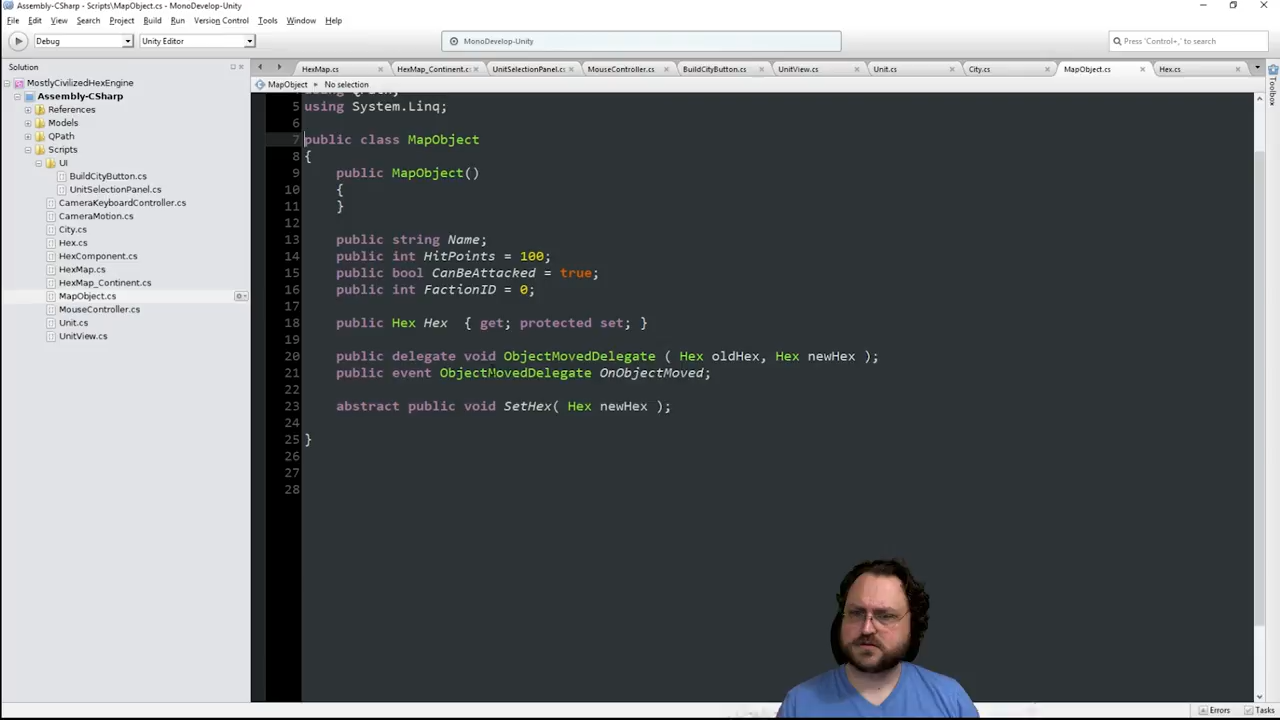 Assembly-CSharp - Scripts\MapObject.cs - MonoDevelop-Unity
File Edit View Search Project Build Run Version Control Tools Window Help
Debug Unity Editor MonoDevelop-Unity Press 'Control+,' to search
Solution
HexMap.cs HexMap_Continent.cs UnitSelectionPanel.cs MouseController.cs BuildCityButton.cs UnitView.cs Unit.cs City.cs MapObject.cs Hex.cs
Toolbox
MapObject No selection
MostlyCivilizedHexEngine
Assembly-CSharp
References
Models
QPath
Scripts
UI
BuildCityButton.cs
UnitSelectionPanel.cs
CameraKeyboardController.cs
CameraMotion.cs
City.cs
Hex.cs
HexComponent.cs
HexMap.cs
HexMap_Continent.cs
MapObject.cs
MouseController.cs
Unit.cs
UnitView.cs
5 using System.Linq;
6
7 public class MapObject
8 {
9 public MapObject()
10 {
11 }
12
13 public string Name;
14 public int HitPoints = 100;
15 public bool CanBeAttacked = true;
16 public int FactionID = 0;
17
18 public Hex Hex { get; protected set; }
19
20 public delegate void ObjectMovedDelegate ( Hex oldHex, Hex newHex );
21 public event ObjectMovedDelegate OnObjectMoved;
22
23 abstract public void SetHex( Hex newHex );
24
25 }
26
27
28
Errors Tasks